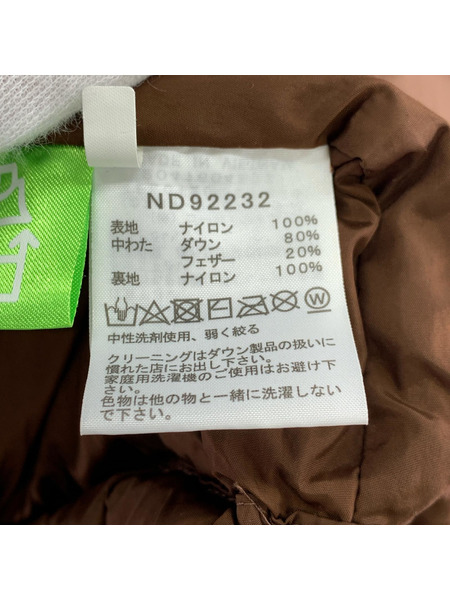 ND92232
表地 ナイロン 100%
中わた ダウン 80%
フェザー 20%
裏地 ナイロン 100%
W
中性洗剤使用、弱く絞る
クリーニングはダウン製品の扱いに
慣れた店にお出し下さい。
家庭用洗濯機のご使用はお避け下
さい。
色物は他の物と一緒に洗濯しない
で下さい。